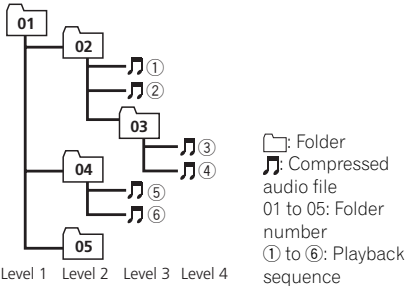 01
02
①
②
03
③
④
04
⑤
⑥
05
Level 1 Level 2 Level 3 Level 4
: Folder
: Compressed
audio file
01 to 05: Folder
number
① to ⑥: Playback
sequence